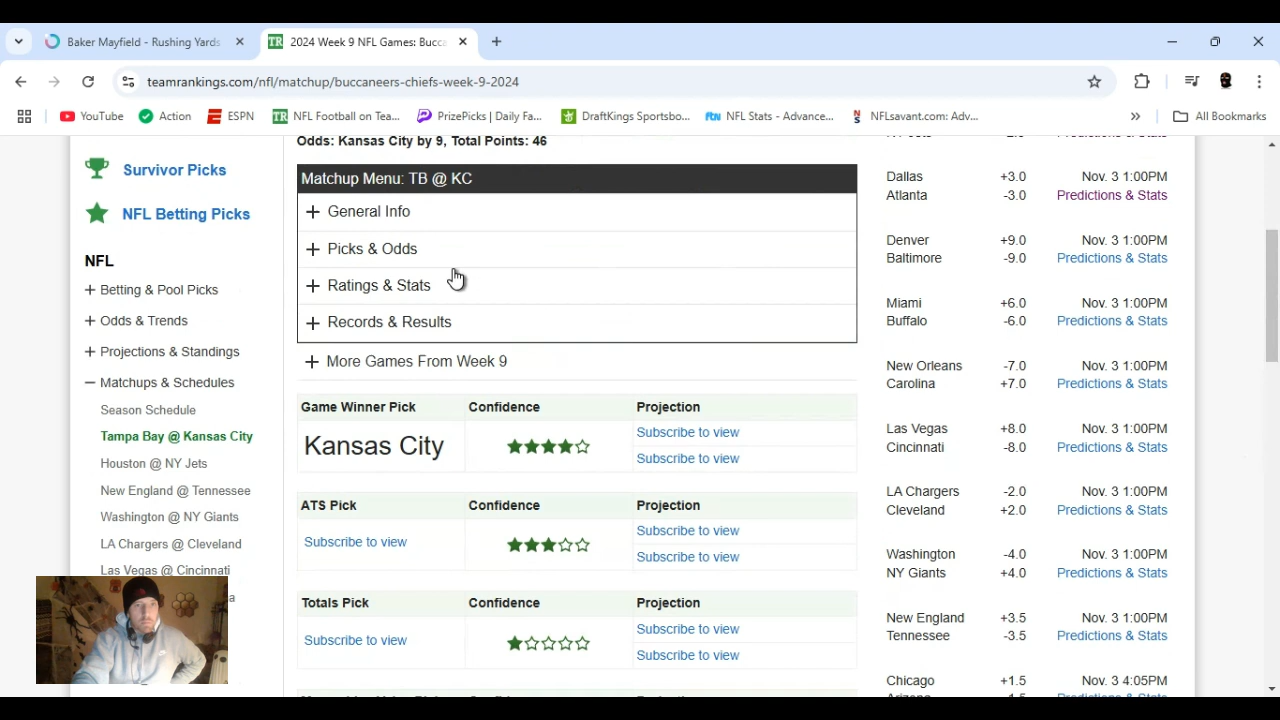 Baker Mayfield - Rushing Yards
2024 Week 9 NFL Games: Bucca
teamrankings.com/nfl/matchup/buccaneers-chiefs-week-9-2024
YouTube Action ESPN NFL Football on Tea... PrizePicks | Daily Fa... DraftKings Sportsbo... NFL Stats - Advance... NFLsavant.com: Adv... » All Bookmarks
Survivor Picks
NFL Betting Picks
NFL
+ Betting & Pool Picks
+ Odds & Trends
+ Projections & Standings
− Matchups & Schedules
Season Schedule
Tampa Bay @ Kansas City
Houston @ NY Jets
New England @ Tennessee
Washington @ NY Giants
LA Chargers @ Cleveland
Las Vegas @ Cincinnati
Odds: Kansas City by 9, Total Points: 46
Matchup Menu: TB @ KC
+ General Info
+ Picks & Odds
+ Ratings & Stats
+ Records & Results
+ More Games From Week 9
Game Winner Pick Confidence Projection
Kansas City ★★★★☆ Subscribe to view
Subscribe to view
ATS Pick Confidence Projection
Subscribe to view ★★★☆☆ Subscribe to view
Subscribe to view
Totals Pick Confidence Projection
Subscribe to view ★☆☆☆☆ Subscribe to view
Subscribe to view
Dallas +3.0 Nov. 3 1:00PM
Atlanta -3.0 Predictions & Stats
Denver +9.0 Nov. 3 1:00PM
Baltimore -9.0 Predictions & Stats
Miami +6.0 Nov. 3 1:00PM
Buffalo -6.0 Predictions & Stats
New Orleans -7.0 Nov. 3 1:00PM
Carolina +7.0 Predictions & Stats
Las Vegas +8.0 Nov. 3 1:00PM
Cincinnati -8.0 Predictions & Stats
LA Chargers -2.0 Nov. 3 1:00PM
Cleveland +2.0 Predictions & Stats
Washington -4.0 Nov. 3 1:00PM
NY Giants +4.0 Predictions & Stats
New England +3.5 Nov. 3 1:00PM
Tennessee -3.5 Predictions & Stats
Chicago +1.5 Nov. 3 4:05PM